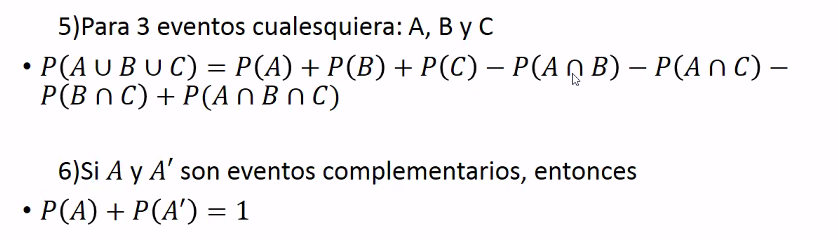 5)Para 3 eventos cualesquiera: A, B y C
• P(A ∪ B ∪ C) = P(A) + P(B) + P(C) − P(A ∩ B) − P(A ∩ C) −
P(B ∩ C) + P(A ∩ B ∩ C)
6)Si A y A′ son eventos complementarios, entonces
• P(A) + P(A′) = 1